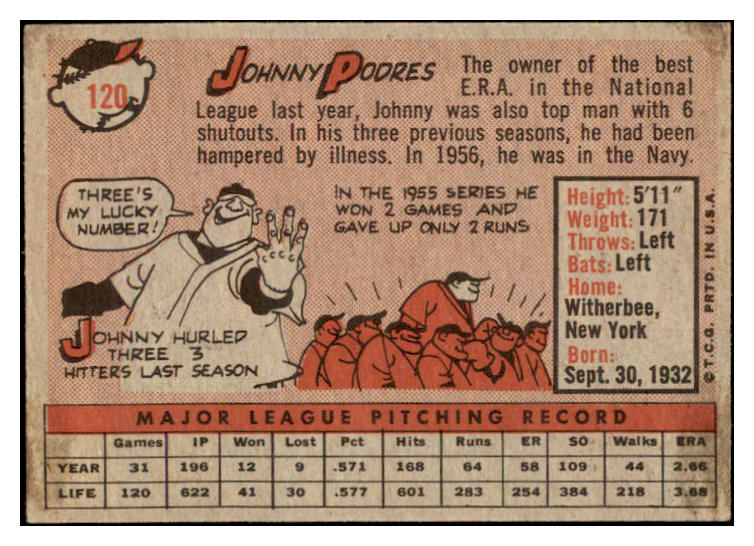 120
JOHNNY PODRES
The owner of the best
E.R.A. in the National
League last year, Johnny was also top man with 6
shutouts. In his three previous seasons, he had been
hampered by illness. In 1956, he was in the Navy.
THREE'S
MY LUCKY
NUMBER!
JOHNNY HURLED
THREE 3
HITTERS LAST SEASON
IN THE 1955 SERIES HE
WON 2 GAMES AND
GAVE UP ONLY 2 RUNS
Height: 5'11"
Weight: 171
Throws: Left
Bats: Left
Home:
Witherbee,
New York
Born:
Sept. 30, 1932
© T.C.G. PRTD. IN U.S.A.
MAJOR LEAGUE PITCHING RECORD
Games IP Won Lost Pct Hits Runs ER SO Walks ERA
YEAR 31 196 12 9 .571 168 64 58 109 44 2.66
LIFE 120 622 41 30 .577 601 283 254 384 218 3.68